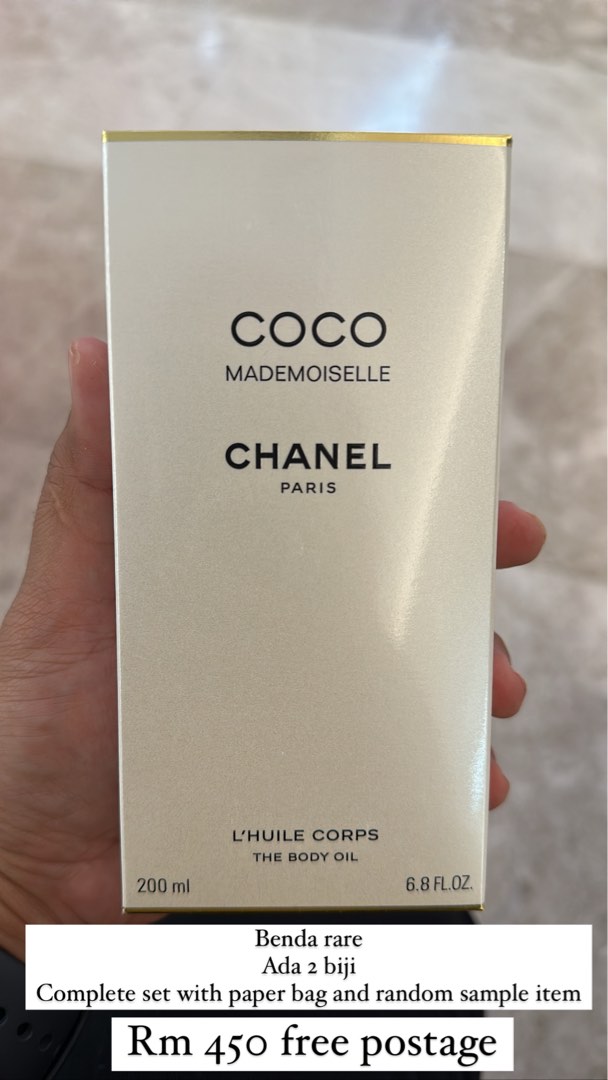 COCO
MADEMOISELLE
CHANEL
PARIS
L'HUILE CORPS
THE BODY OIL
200 ml 6.8 FL.OZ.
Benda rare
Ada 2 biji
Complete set with paper bag and random sample item
Rm 450 free postage